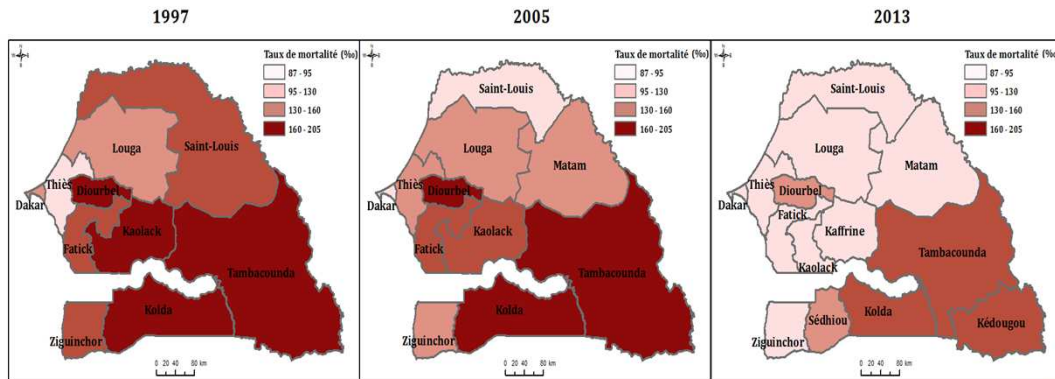 1997
Taux de mortalité (‰)
87 - 95
95 - 130
130 - 160
160 - 205
Saint-Louis
Louga
Thiès
Diourbel
Dakar
Kaolack
Fatick
Tambacounda
Kolda
Ziguinchor
0 20 40 80 km
2005
Taux de mortalité (‰)
87 - 95
95 - 130
130 - 160
160 - 205
Saint-Louis
Louga
Matam
Thiès
Diourbel
Dakar
Kaolack
Fatick
Tambacounda
Kolda
Ziguinchor
0 20 40 80 km
2013
Taux de mortalité (‰)
87 - 95
95 - 130
130 - 160
160 - 205
Saint-Louis
Louga
Matam
Thiès
Diourbel
Dakar
Fatick
Kaffrine
Kaolack
Tambacounda
Sédhiou
Kolda
Kédougou
Ziguinchor
0 20 40 80 km